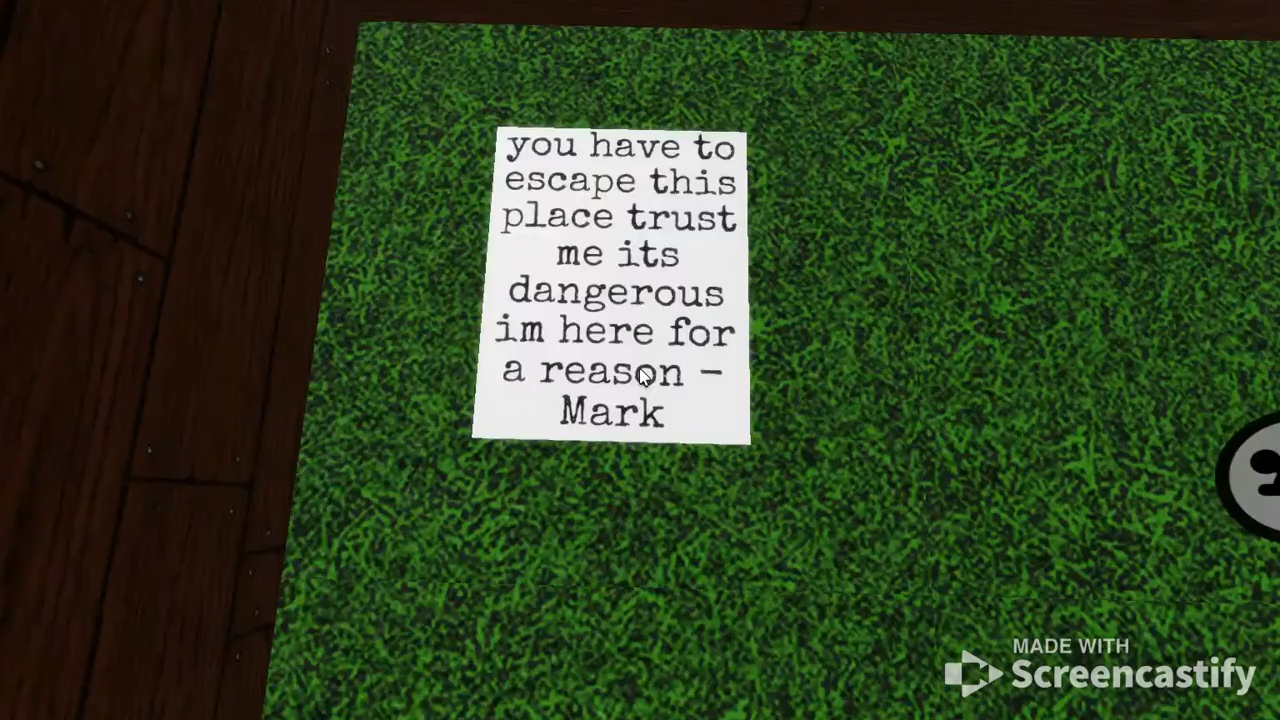 you have to
escape this
place trust
me its
dangerous
im here for
a reason -
Mark
MADE WITH
Screencastify